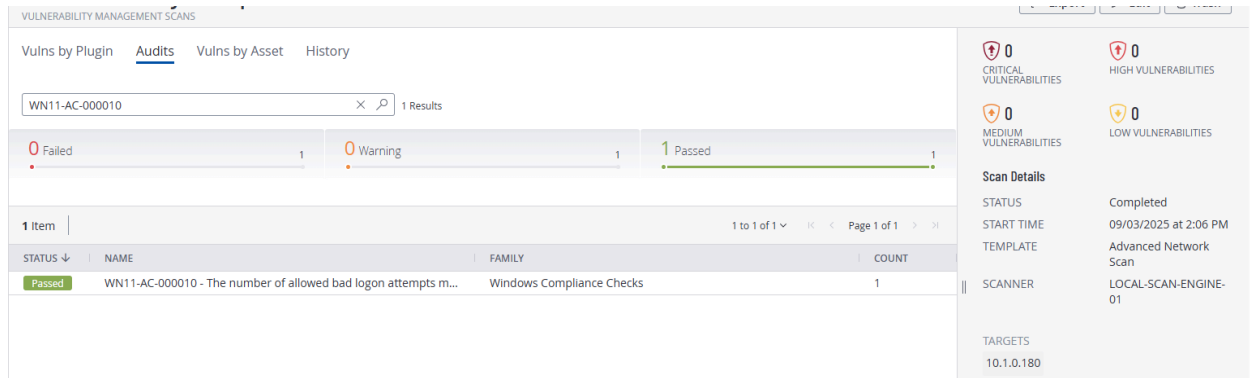 VULNERABILITY MANAGEMENT SCANS
Vulns by Plugin Audits Vulns by Asset History
WN11-AC-000010 1 Results
0 Failed 1 0 Warning 1 1 Passed 1
1 Item 1 to 1 of 1 Page 1 of 1
STATUS NAME FAMILY COUNT
Passed WN11-AC-000010 - The number of allowed bad logon attempts m... Windows Compliance Checks 1
0 0
CRITICAL VULNERABILITIES HIGH VULNERABILITIES
0 0
MEDIUM VULNERABILITIES LOW VULNERABILITIES
Scan Details
STATUS Completed
START TIME 09/03/2025 at 2:06 PM
TEMPLATE Advanced Network
Scan
SCANNER LOCAL-SCAN-ENGINE-
01
TARGETS
10.1.0.180